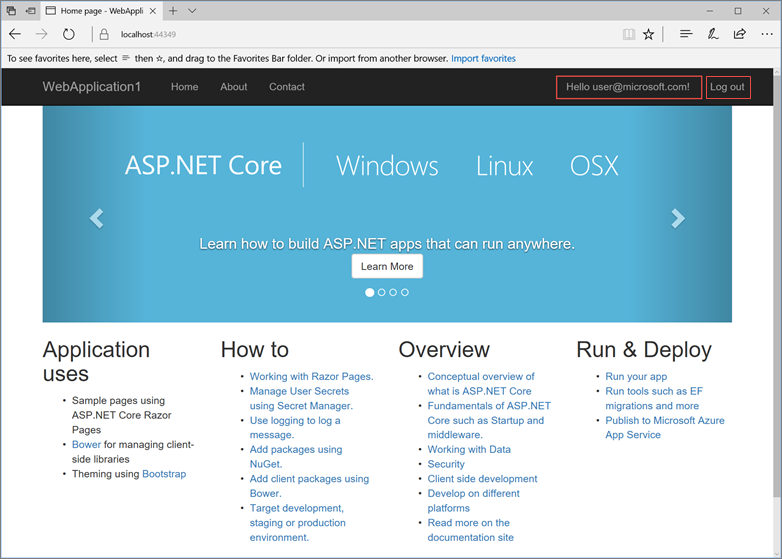 Home page - WebAppli
localhost:44349
To see favorites here, select then ☆, and drag to the Favorites Bar folder. Or import from another browser. Import favorites
WebApplication1 Home About Contact Hello user@microsoft.com! Log out
ASP.NET Core Windows Linux OSX
Learn how to build ASP.NET apps that can run anywhere.
Learn More
Application
uses
• Sample pages using
ASP.NET Core Razor
Pages
• Bower for managing client-
side libraries
• Theming using Bootstrap
How to
• Working with Razor Pages.
• Manage User Secrets
using Secret Manager.
• Use logging to log a
message.
• Add packages using
NuGet.
• Add client packages using
Bower.
• Target development,
staging or production
environment.
Overview
• Conceptual overview of
what is ASP.NET Core
• Fundamentals of ASP.NET
Core such as Startup and
middleware.
• Working with Data
• Security
• Client side development
• Develop on different
platforms
• Read more on the
documentation site
Run & Deploy
• Run your app
• Run tools such as EF
migrations and more
• Publish to Microsoft Azure
App Service